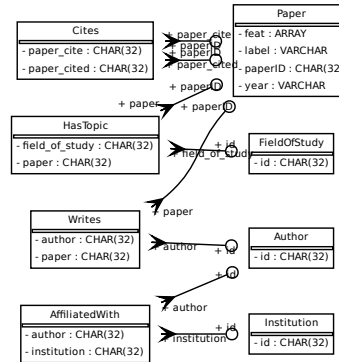 Cites
- paper_cite : CHAR(32)
- paper_cited : CHAR(32)
+ paper_cite
+ paperID
+ paperID
+ paper_cited
Paper
- feat : ARRAY
- label : VARCHAR
- paperID : CHAR(32
- year : VARCHAR
+ paperID
+ paper
+ paperID
HasTopic
- field_of_study : CHAR(32)
- paper : CHAR(32)
+ id
+ field_of_study
FieldOfStudy
- id : CHAR(32)
+ paper
Writes
- author : CHAR(32)
- paper : CHAR(32)
+ id
+ author
+ id
Author
- id : CHAR(32)
+ id
+ author
AffiliatedWith
- author : CHAR(32)
- institution : CHAR(32)
+ id
+ institution
Institution
- id : CHAR(32)